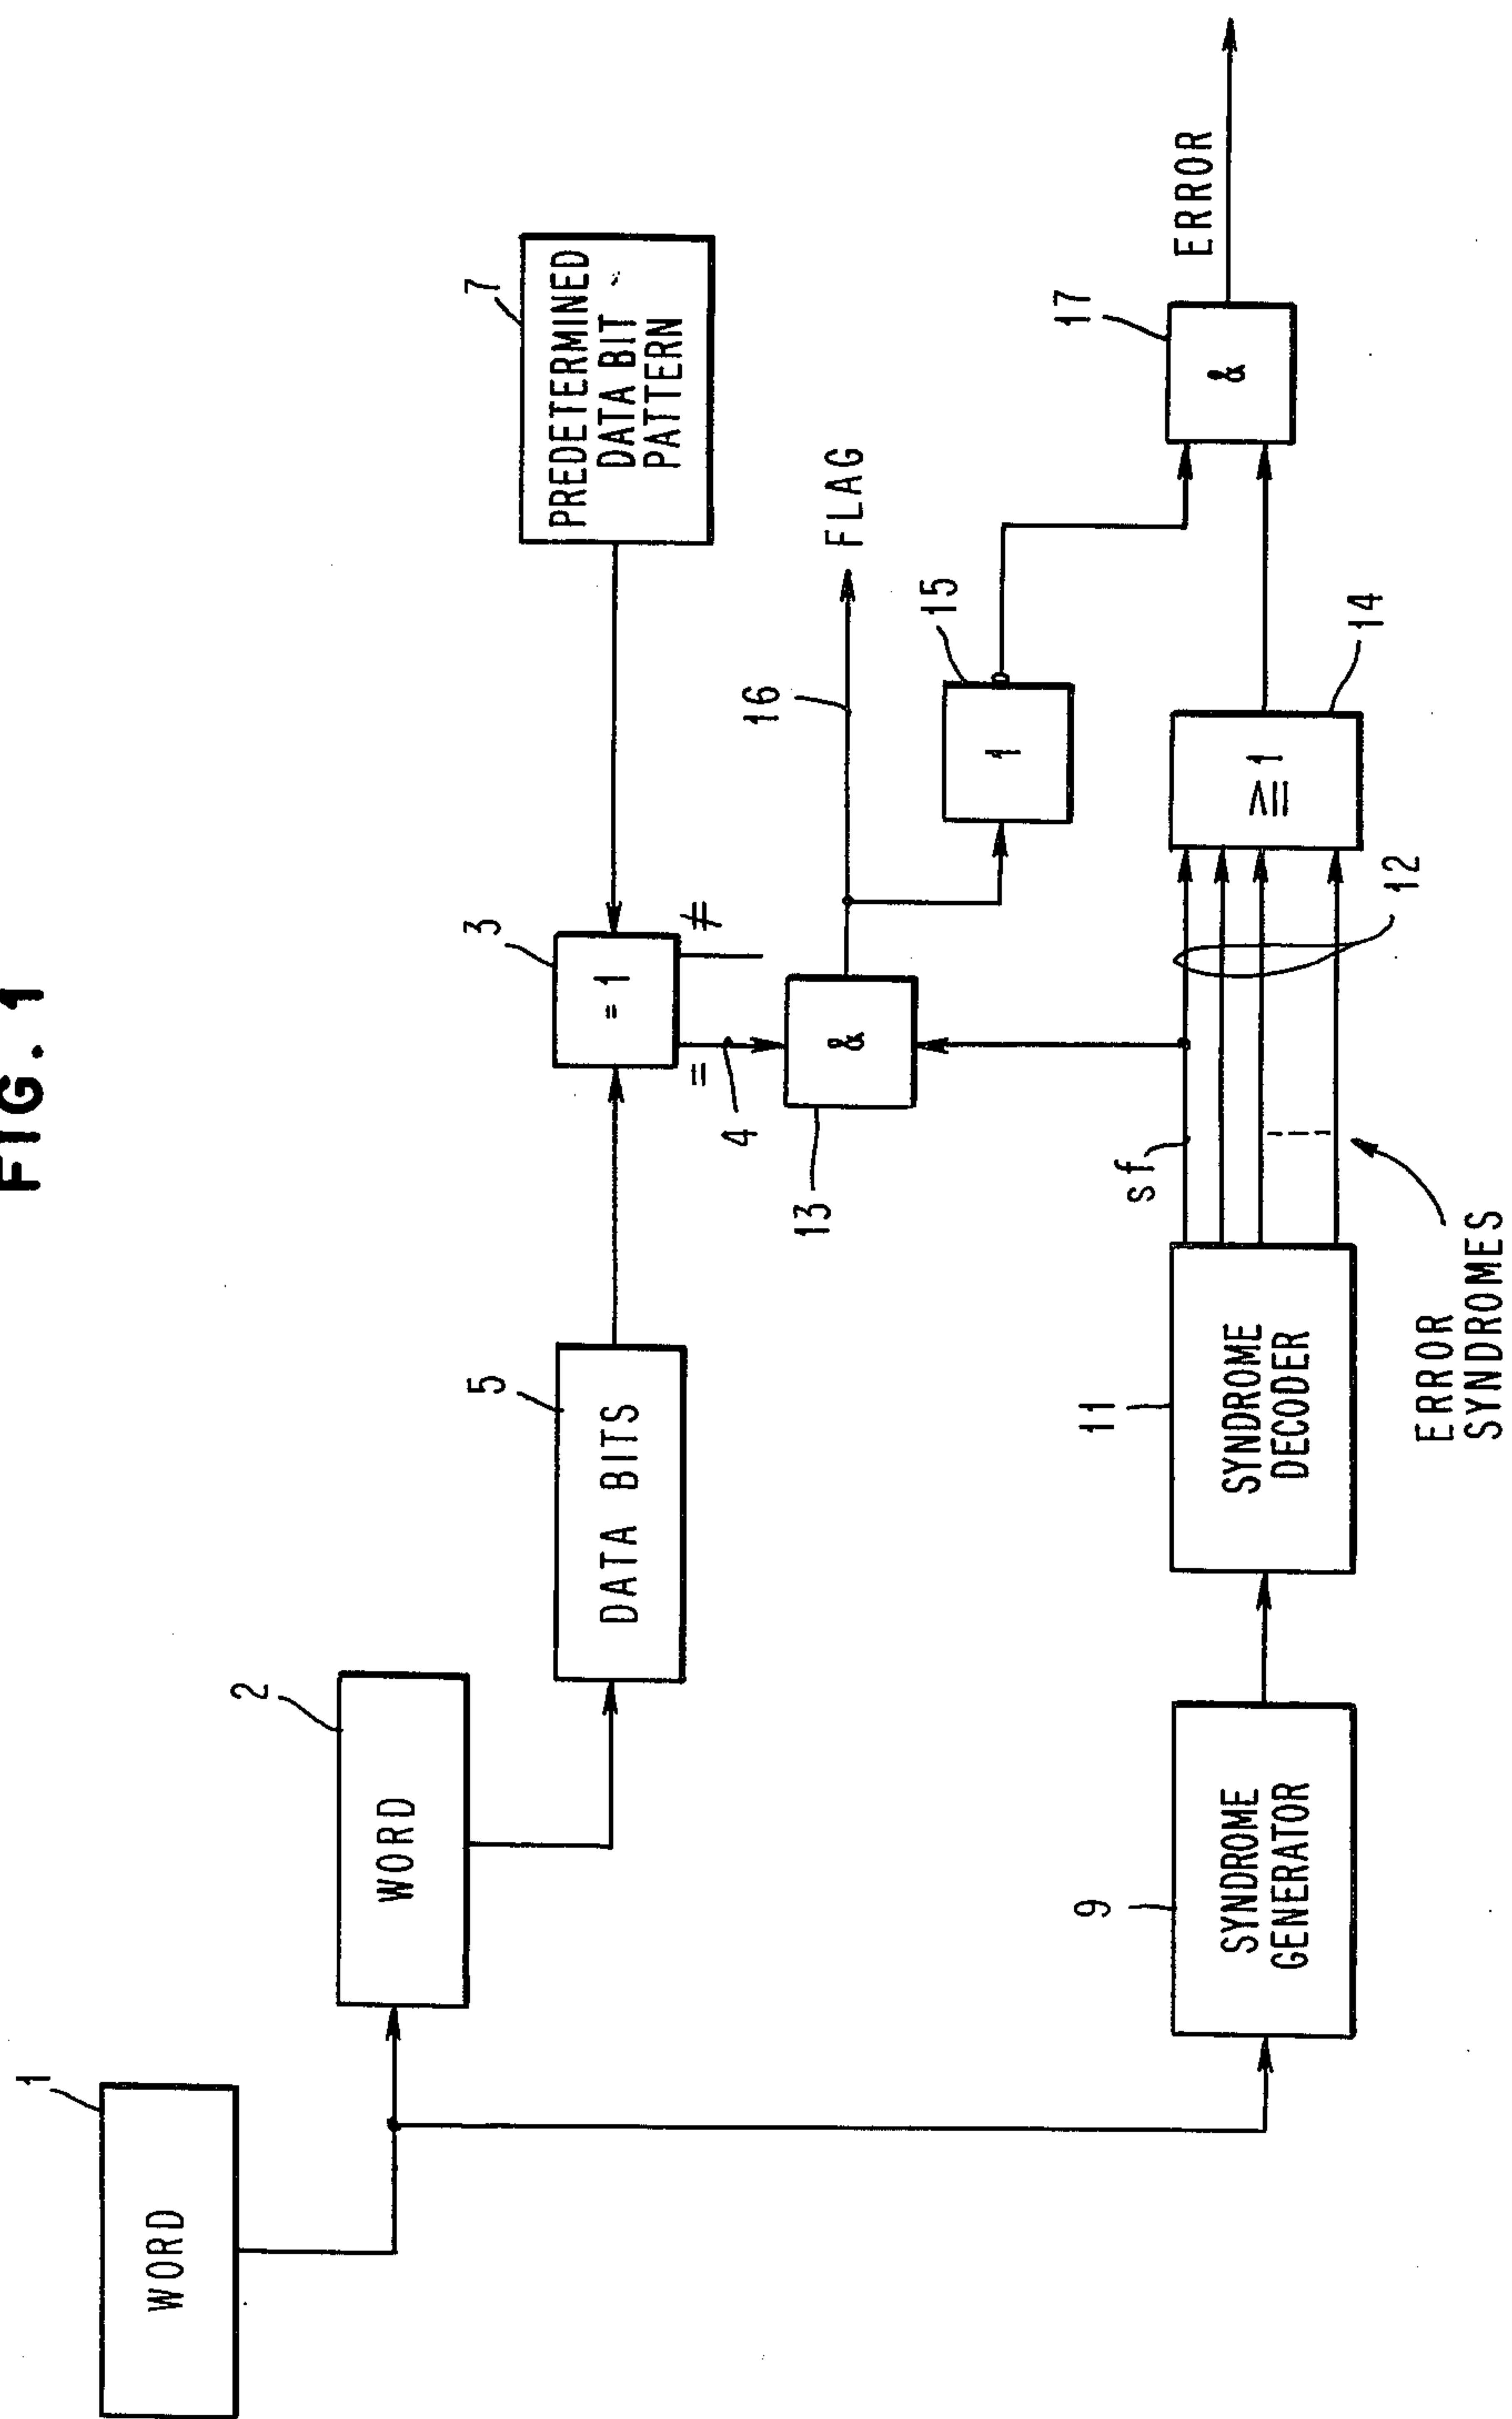 FIG. 1
1
WORD
2
WORD
5
DATA BITS
3
= 1
=
≠
4
7
PREDETERMINED
DATA BIT
PATTERN
13
&
16
FLAG
15
1
9
SYNDROME
GENERATOR
11
SYNDROME
DECODER
sf
ERROR
SYNDROMES
12
≥ 1
14
17
&
ERROR